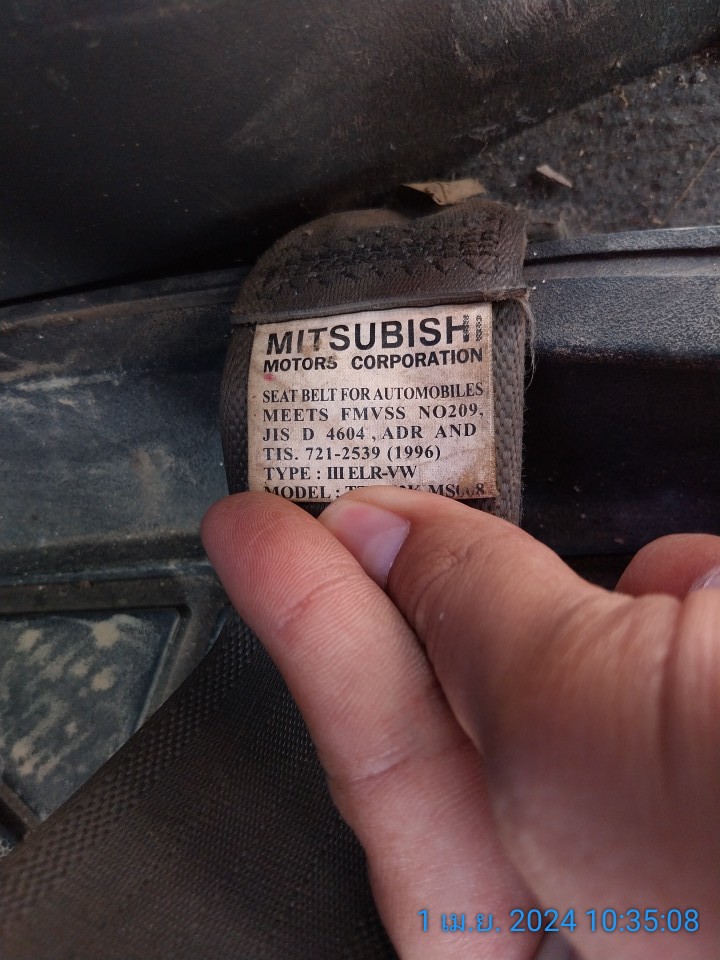 MITSUBISHI
MOTORS CORPORATION
SEAT BELT FOR AUTOMOBILES
MEETS FMVSS NO209,
JIS D 4604 , ADR AND
TIS. 721-2539 (1996)
TYPE : III ELR-VW
MODEL :
1 เม.ย. 2024 10:35:08